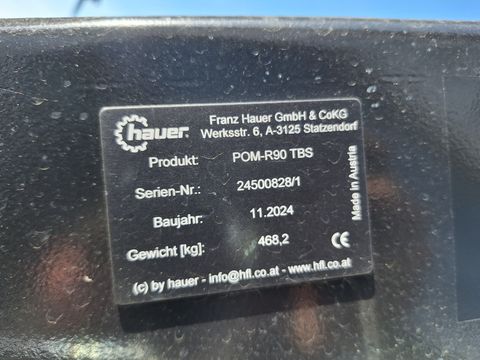 hauer
Franz Hauer GmbH & CoKG
Werksstr. 6, A-3125 Statzendorf
Produkt: POM-R90 TBS
Serien-Nr.: 24500828/1
Baujahr: 11.2024
Gewicht [kg]: 468,2
CE
Made in Austria
(c) by hauer - info@hfl.co.at - www.hfl.co.at